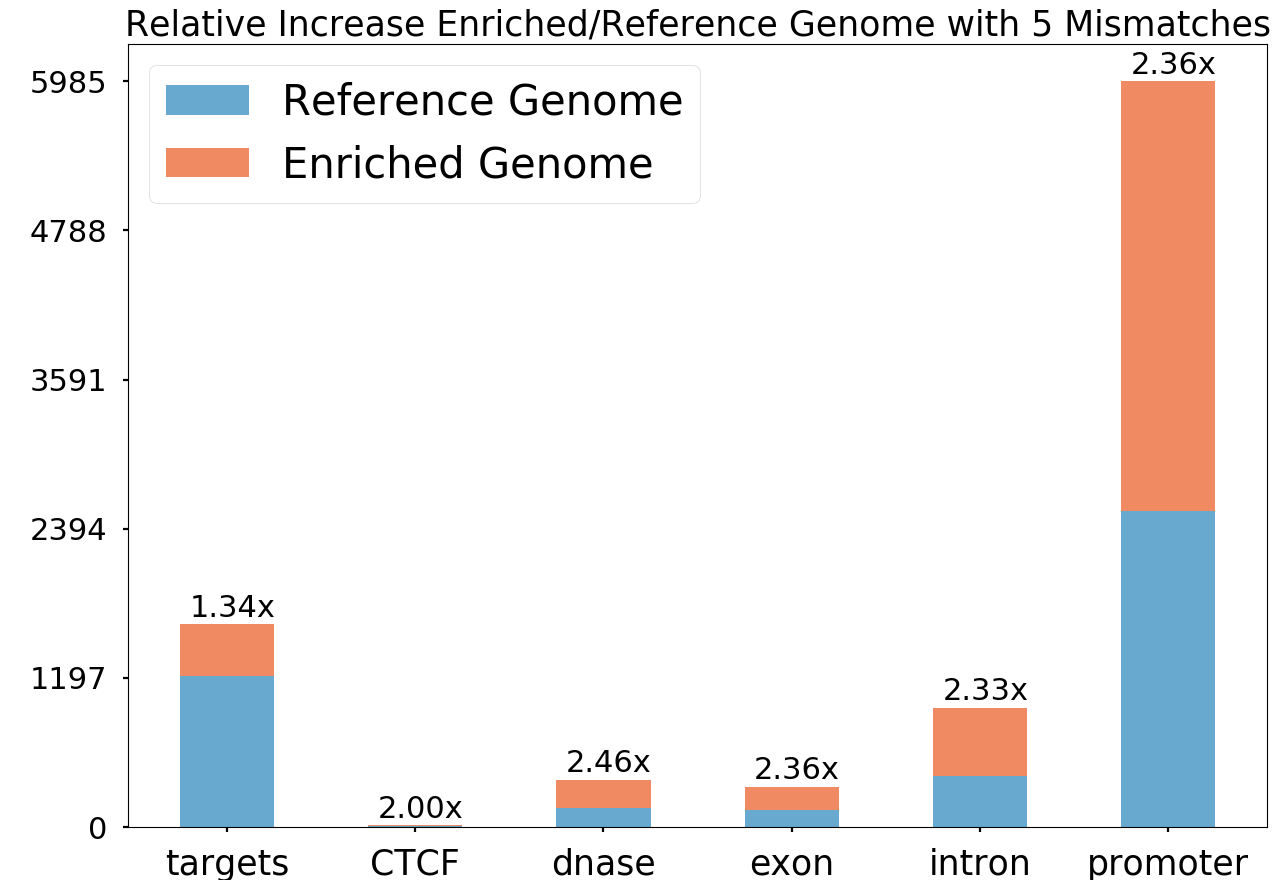 Relative Increase Enriched/Reference Genome with 5 Mismatches
Reference Genome
Enriched Genome
5985
4788
3591
2394
1197
0
1.34x
2.00x
2.46x
2.36x
2.33x
2.36x
targets
CTCF
dnase
exon
intron
promoter